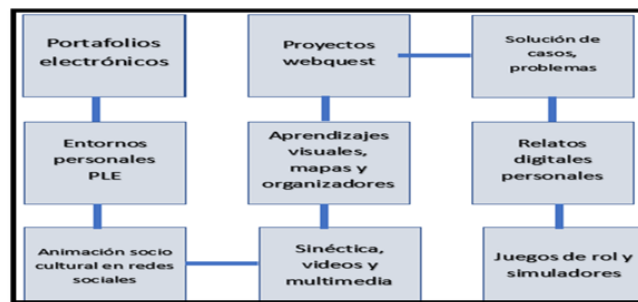 Portafolios
electrónicos
Proyectos
webquest
Solución de
casos,
problemas
Entornos
personales
PLE
Aprendizajes
visuales,
mapas y
organizadores
Relatos
digitales
personales
Animación socio
cultural en redes
sociales
Sinéctica,
videos y
multimedia
Juegos de rol y
simuladores